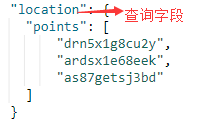 "location": { 查询字段
"points": [
"drn5x1g8cu2y",
"ardsx1e68eek",
"as87getsj3bd"
]
}